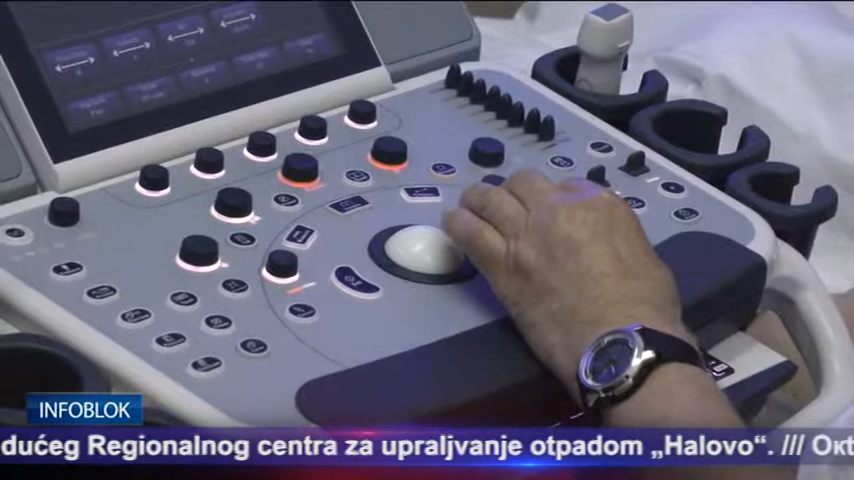 INFOBLOK
dućeg Regionalnog centra za upraljvanje otpadom „Halovo“. /// Okt